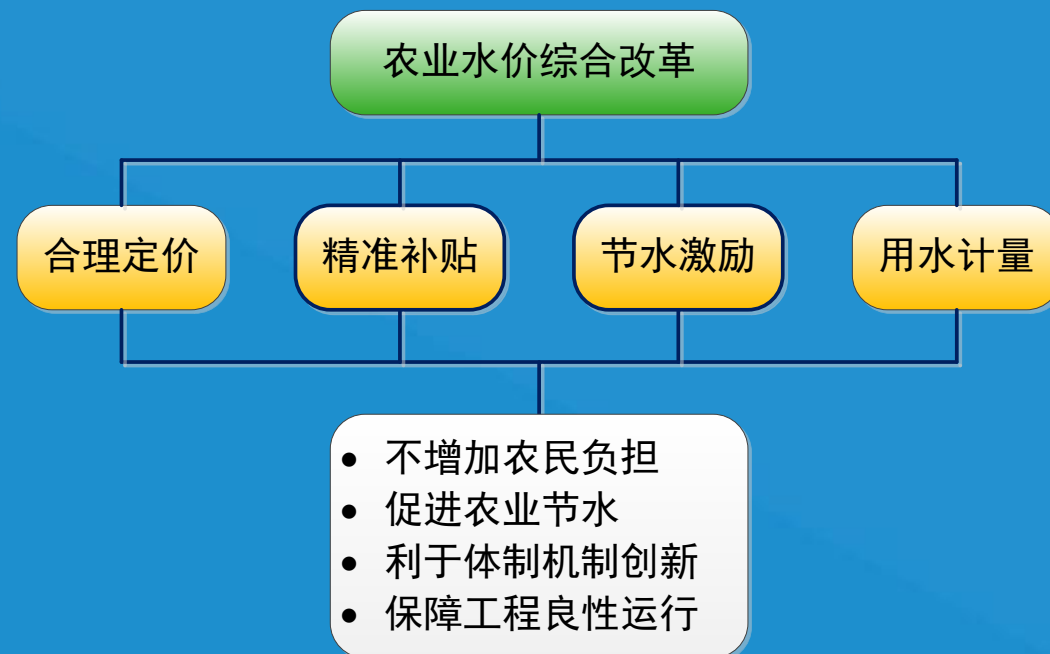 农业水价综合改革
合理定价
精准补贴
节水激励
用水计量
• 不增加农民负担
• 促进农业节水
• 利于体制机制创新
• 保障工程良性运行